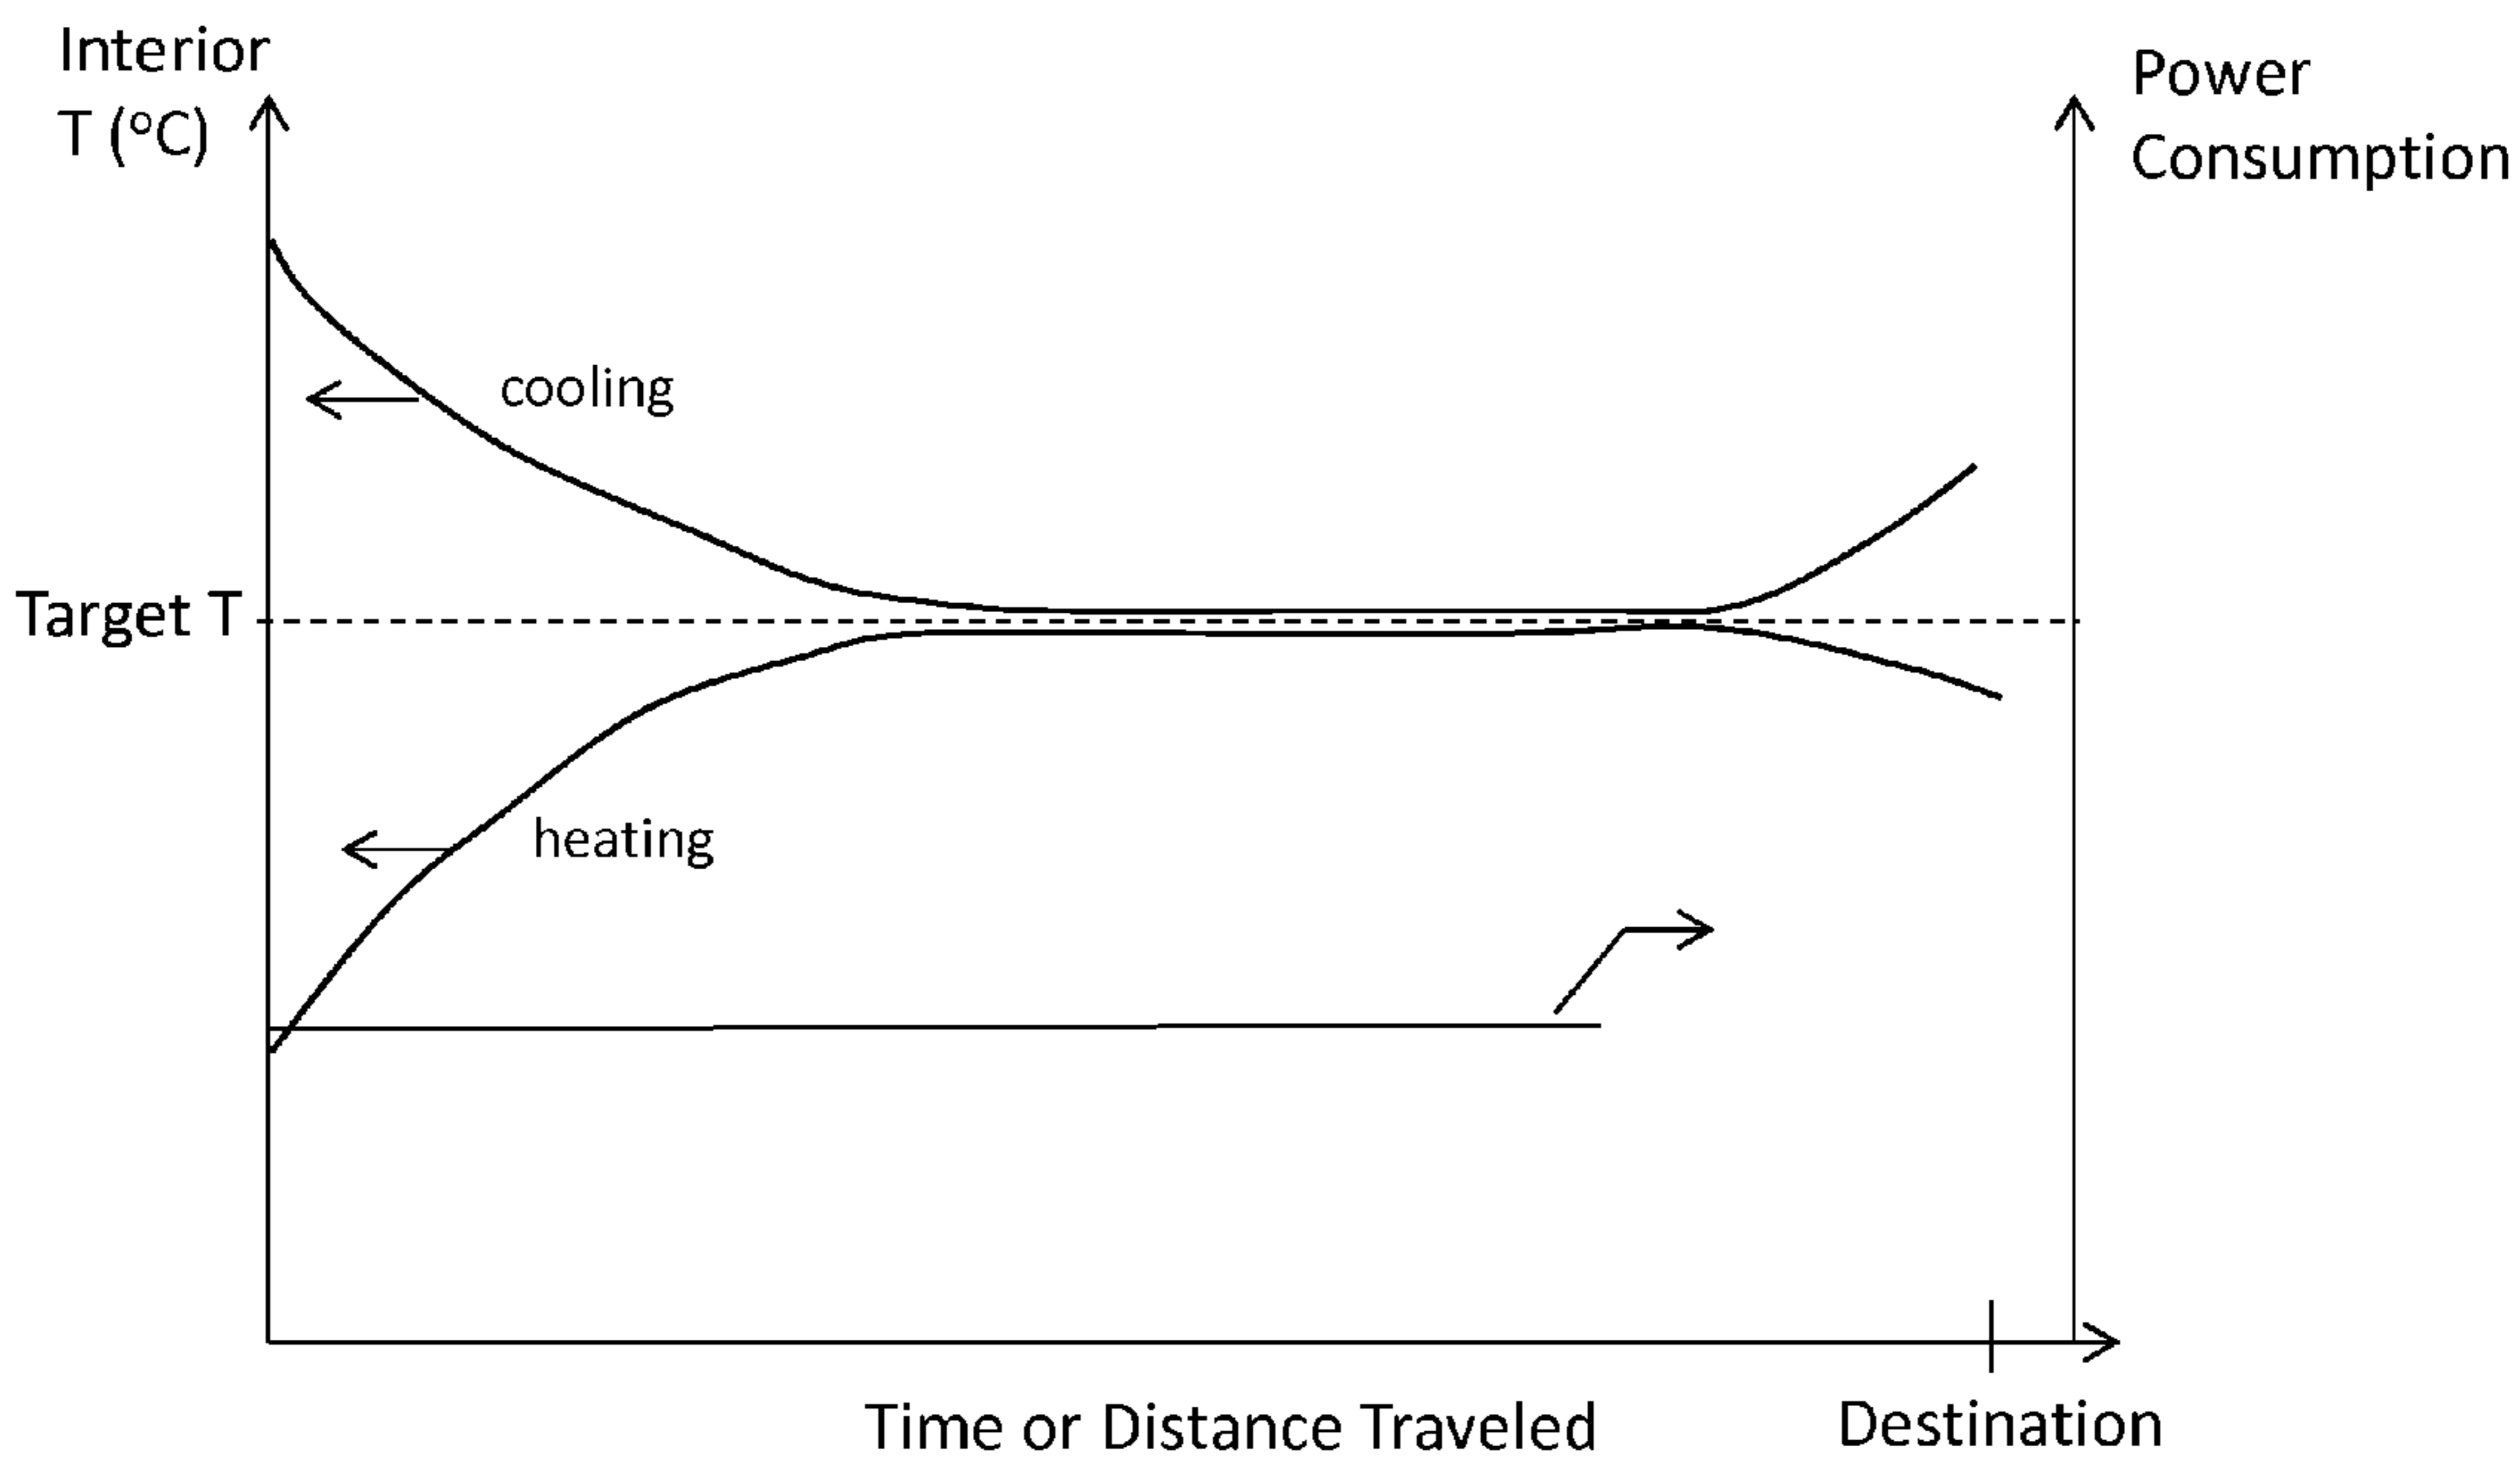 Interior
T (°C)
Power
Consumption
cooling
Target T
heating
Time or Distance Traveled
Destination